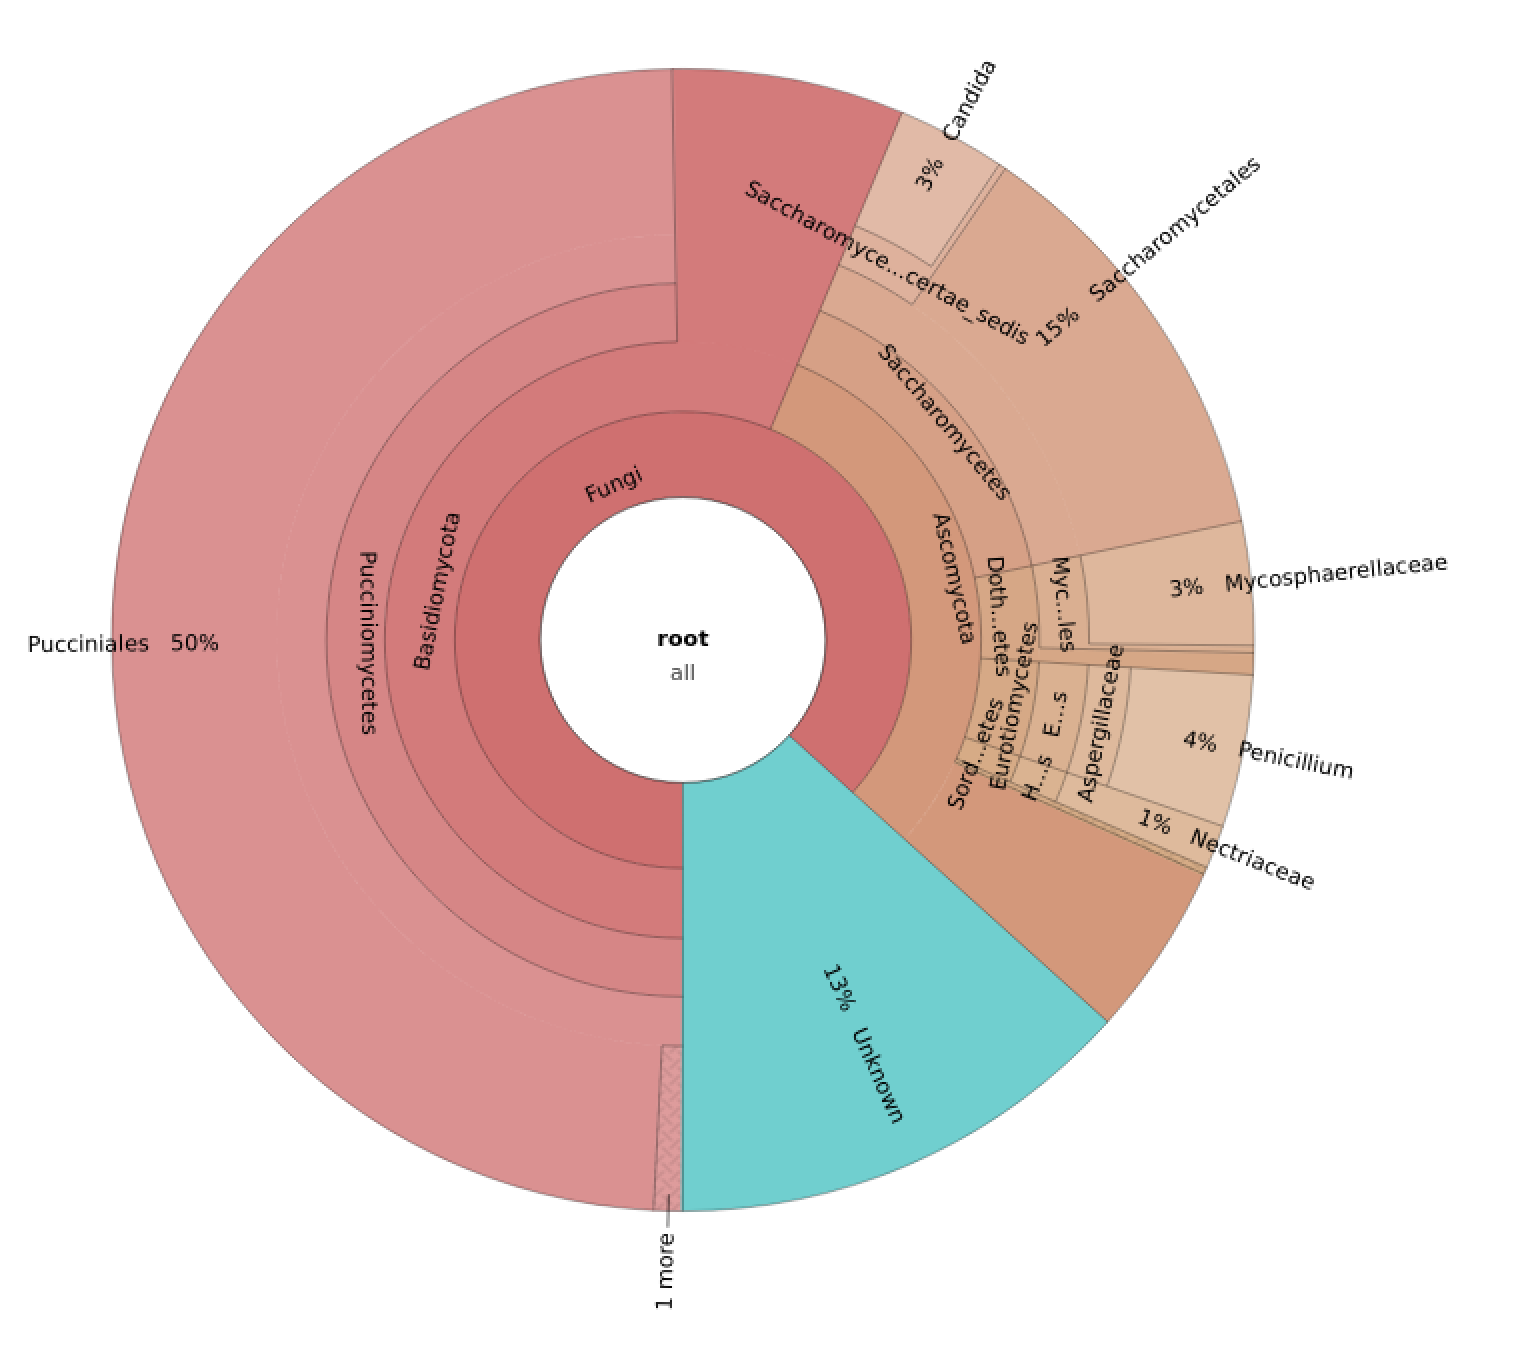 Candida
3%
Saccharomycetales
15%
Saccharomyce...certae_sedis
Saccharomycetes
Fungi
Ascomycota
Basidiomycota
Pucciniomycetes
Pucciniales 50%
root
all
Doth...etes
Myc...les
3% Mycosphaerellaceae
Eurotiomycetes
E...s
Aspergillaceae
4% Penicillium
Sord...etes
H...s
1% Nectriaceae
13% Unknown
1 more